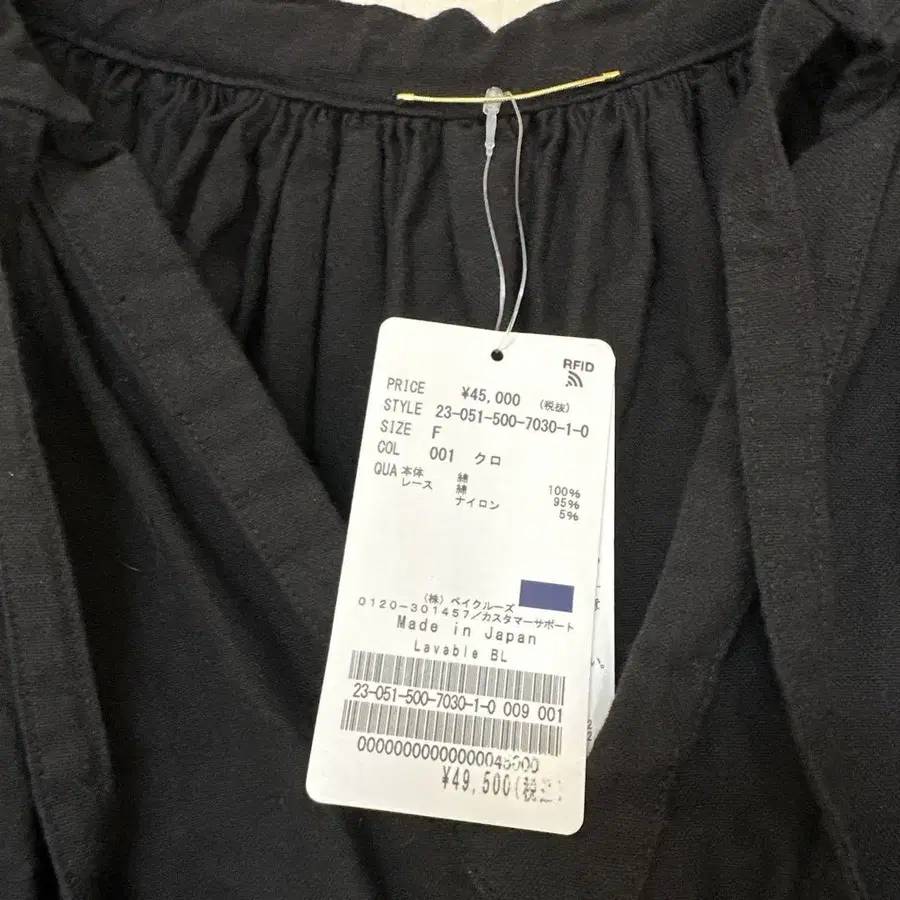 RFID
PRICE ¥45,000 (税抜)
STYLE 23-051-500-7030-1-0
SIZE F
COL 001 クロ
QUA 本体 綿 100%
レース 綿 95%
ナイロン 5%
(株)ベイクルーズ
0120-301457/カスタマーサポート
Made in Japan
Lavable BL
23-051-500-7030-1-0 009 001
0000000000000045000
¥49,500(税込)
い。